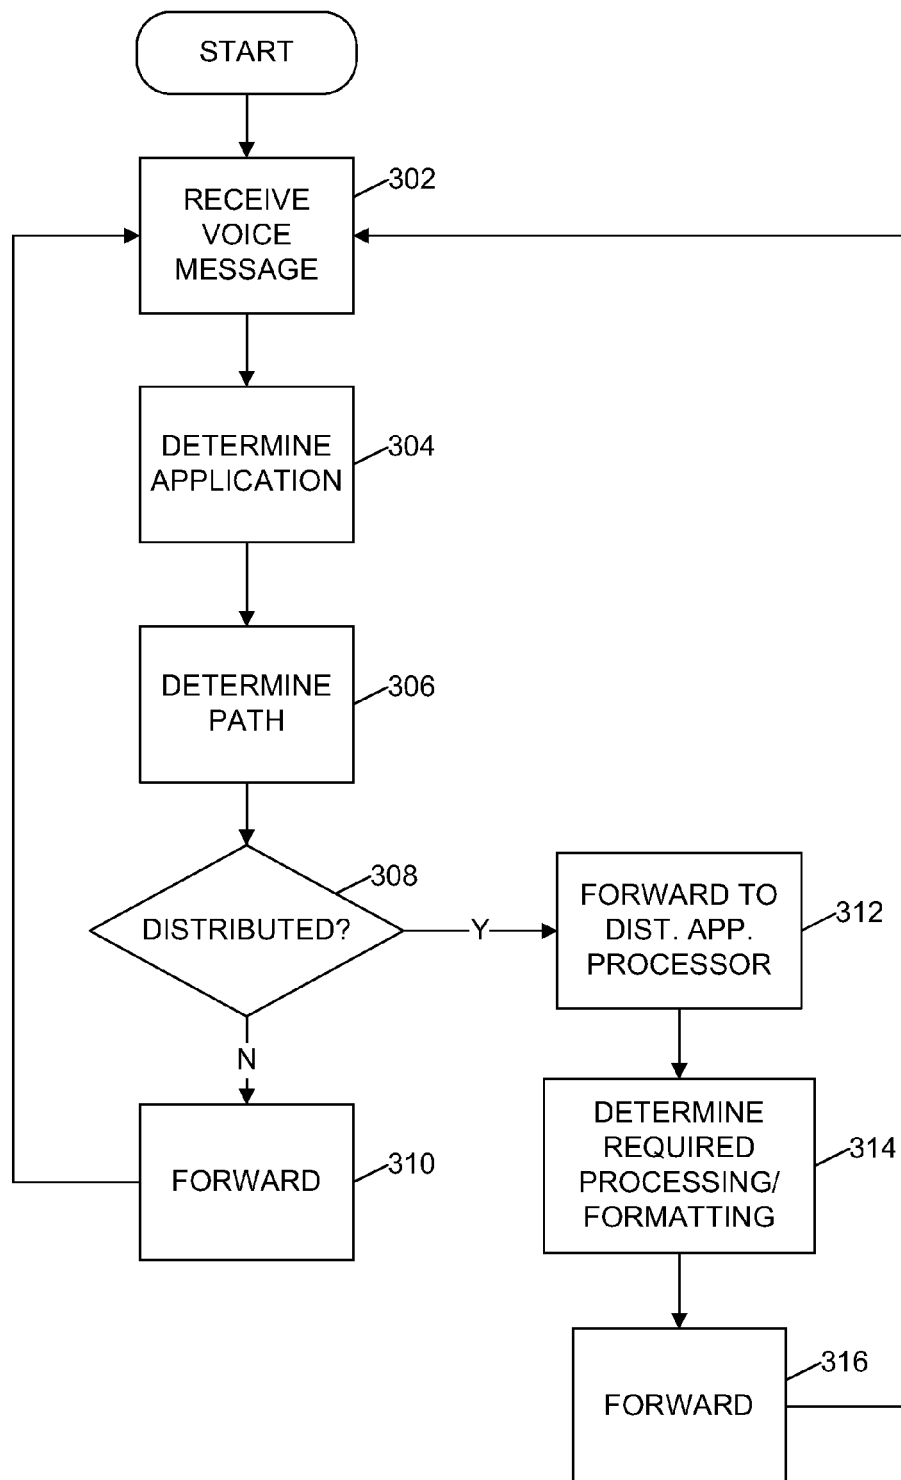 START
RECEIVE
VOICE
MESSAGE
302
DETERMINE
APPLICATION
304
DETERMINE
PATH
306
DISTRIBUTED?
308
Y
FORWARD TO
DIST. APP.
PROCESSOR
312
N
FORWARD
310
DETERMINE
REQUIRED
PROCESSING/
FORMATTING
314
FORWARD
316